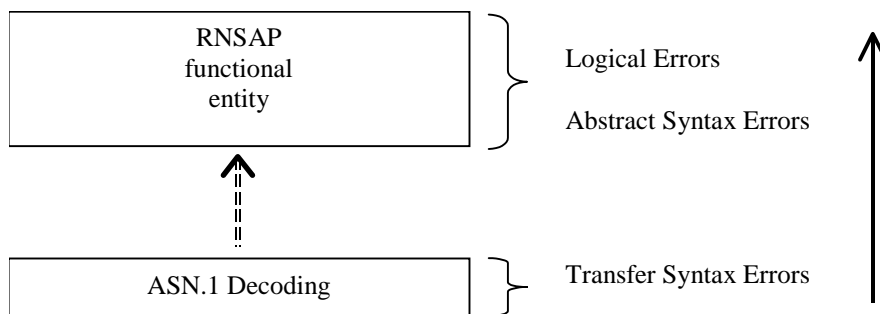 RNSAP
functional
entity
Logical Errors
Abstract Syntax Errors
ASN.1 Decoding
Transfer Syntax Errors